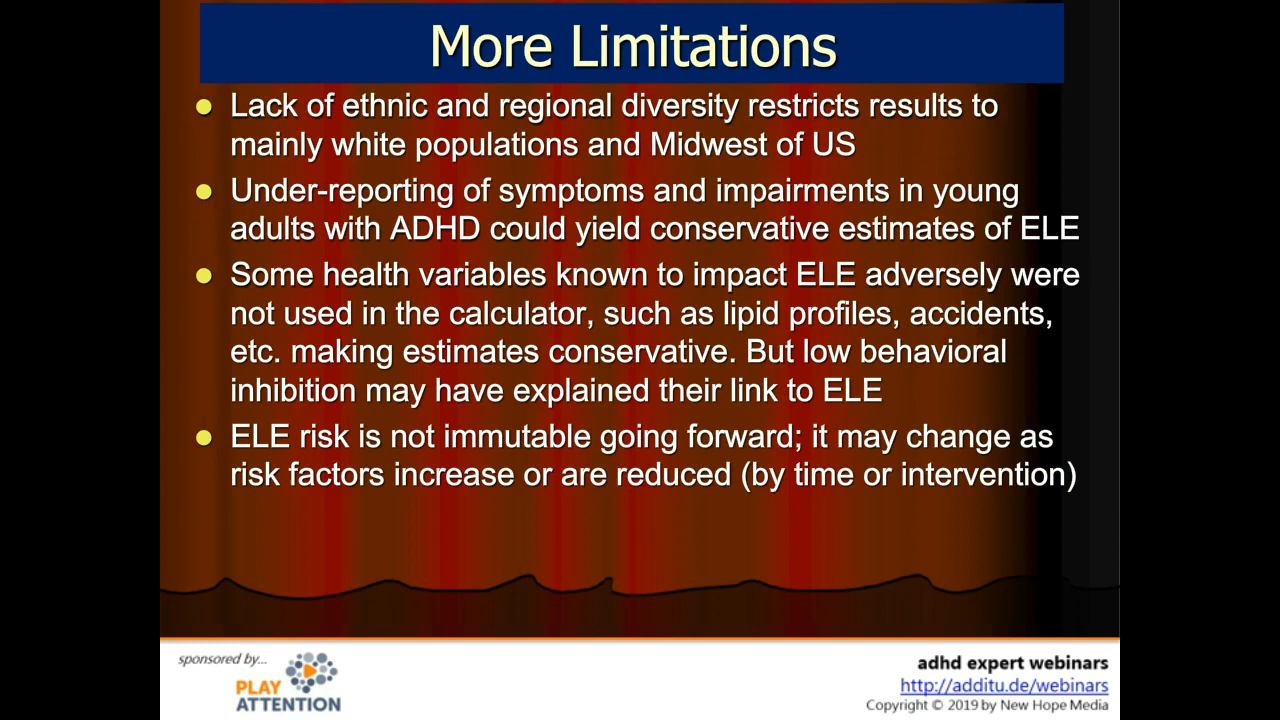 More Limitations
Lack of ethnic and regional diversity restricts results to
mainly white populations and Midwest of US
Under-reporting of symptoms and impairments in young
adults with ADHD could yield conservative estimates of ELE
Some health variables known to impact ELE adversely were
not used in the calculator, such as lipid profiles, accidents,
etc. making estimates conservative. But low behavioral
inhibition may have explained their link to ELE
ELE risk is not immutable going forward; it may change as
risk factors increase or are reduced (by time or intervention)
sponsored by...
PLAY
ATTENTION
adhd expert webinars
http://additu.de/webinars
Copyright © 2019 by New Hope Media